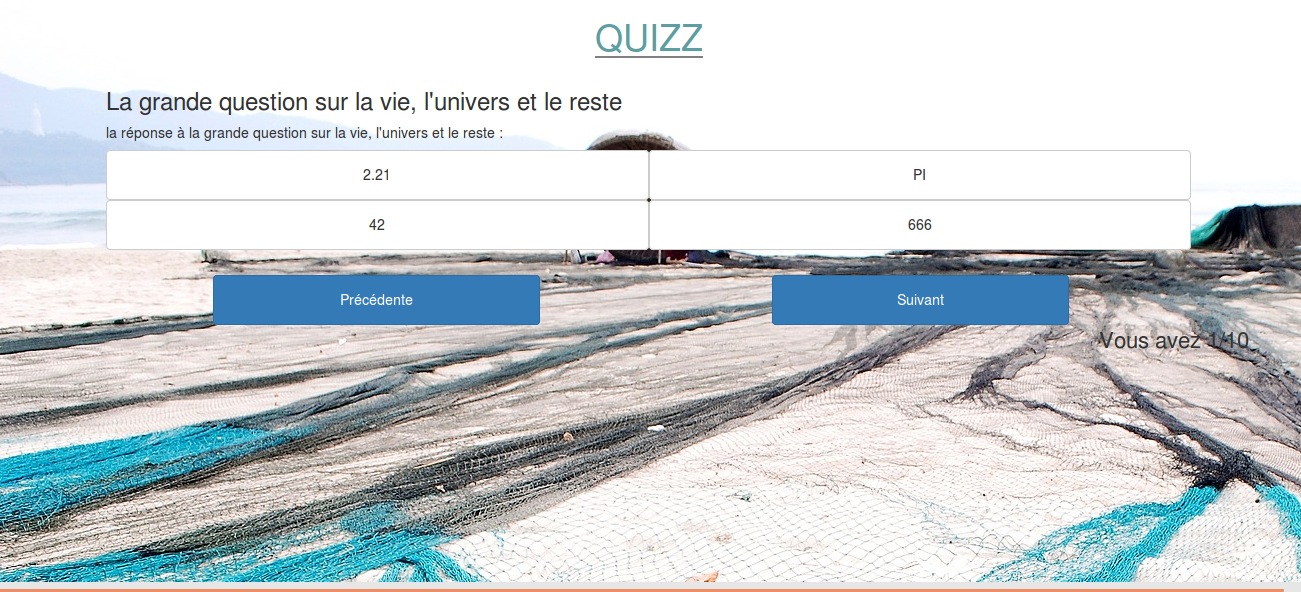 QUIZZ
La grande question sur la vie, l'univers et le reste
la réponse à la grande question sur la vie, l'univers et le reste :
2.21 PI
42 666
Précédente Suivant
Vous avez 1/10